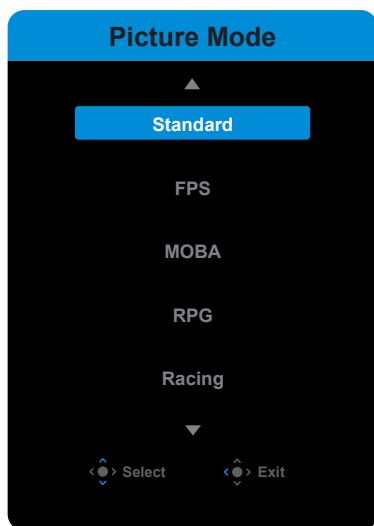 Picture Mode
Standard
FPS
MOBA
RPG
Racing
Select Exit